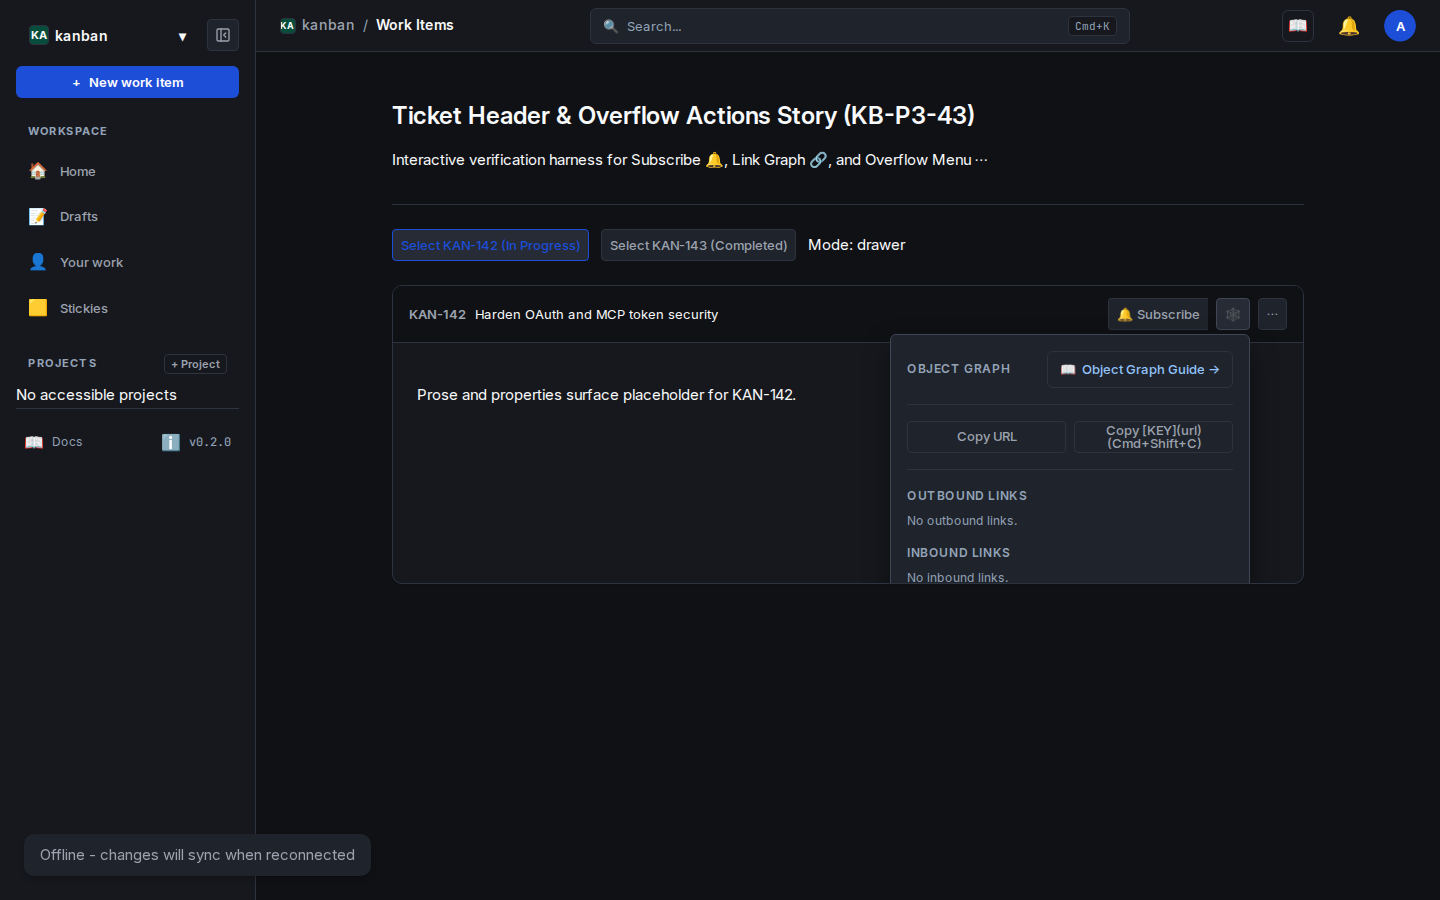 KA kanban ▼
+ New work item
WORKSPACE
Home
Drafts
Your work
Stickies
PROJECTS
+ Project
No accessible projects
Docs
v0.2.0
KA kanban / Work Items
Search...
Cmd+K
A
Ticket Header & Overflow Actions Story (KB-P3-43)
Interactive verification harness for Subscribe 🔔, Link Graph 🔗, and Overflow Menu ···
Select KAN-142 (In Progress)
Select KAN-143 (Completed)
Mode: drawer
KAN-142 Harden OAuth and MCP token security
🔔 Subscribe
···
OBJECT GRAPH
📖 Object Graph Guide →
Copy URL
Copy [KEY](url)
(Cmd+Shift+C)
OUTBOUND LINKS
No outbound links.
INBOUND LINKS
No inbound links.
Prose and properties surface placeholder for KAN-142.
Offline - changes will sync when reconnected